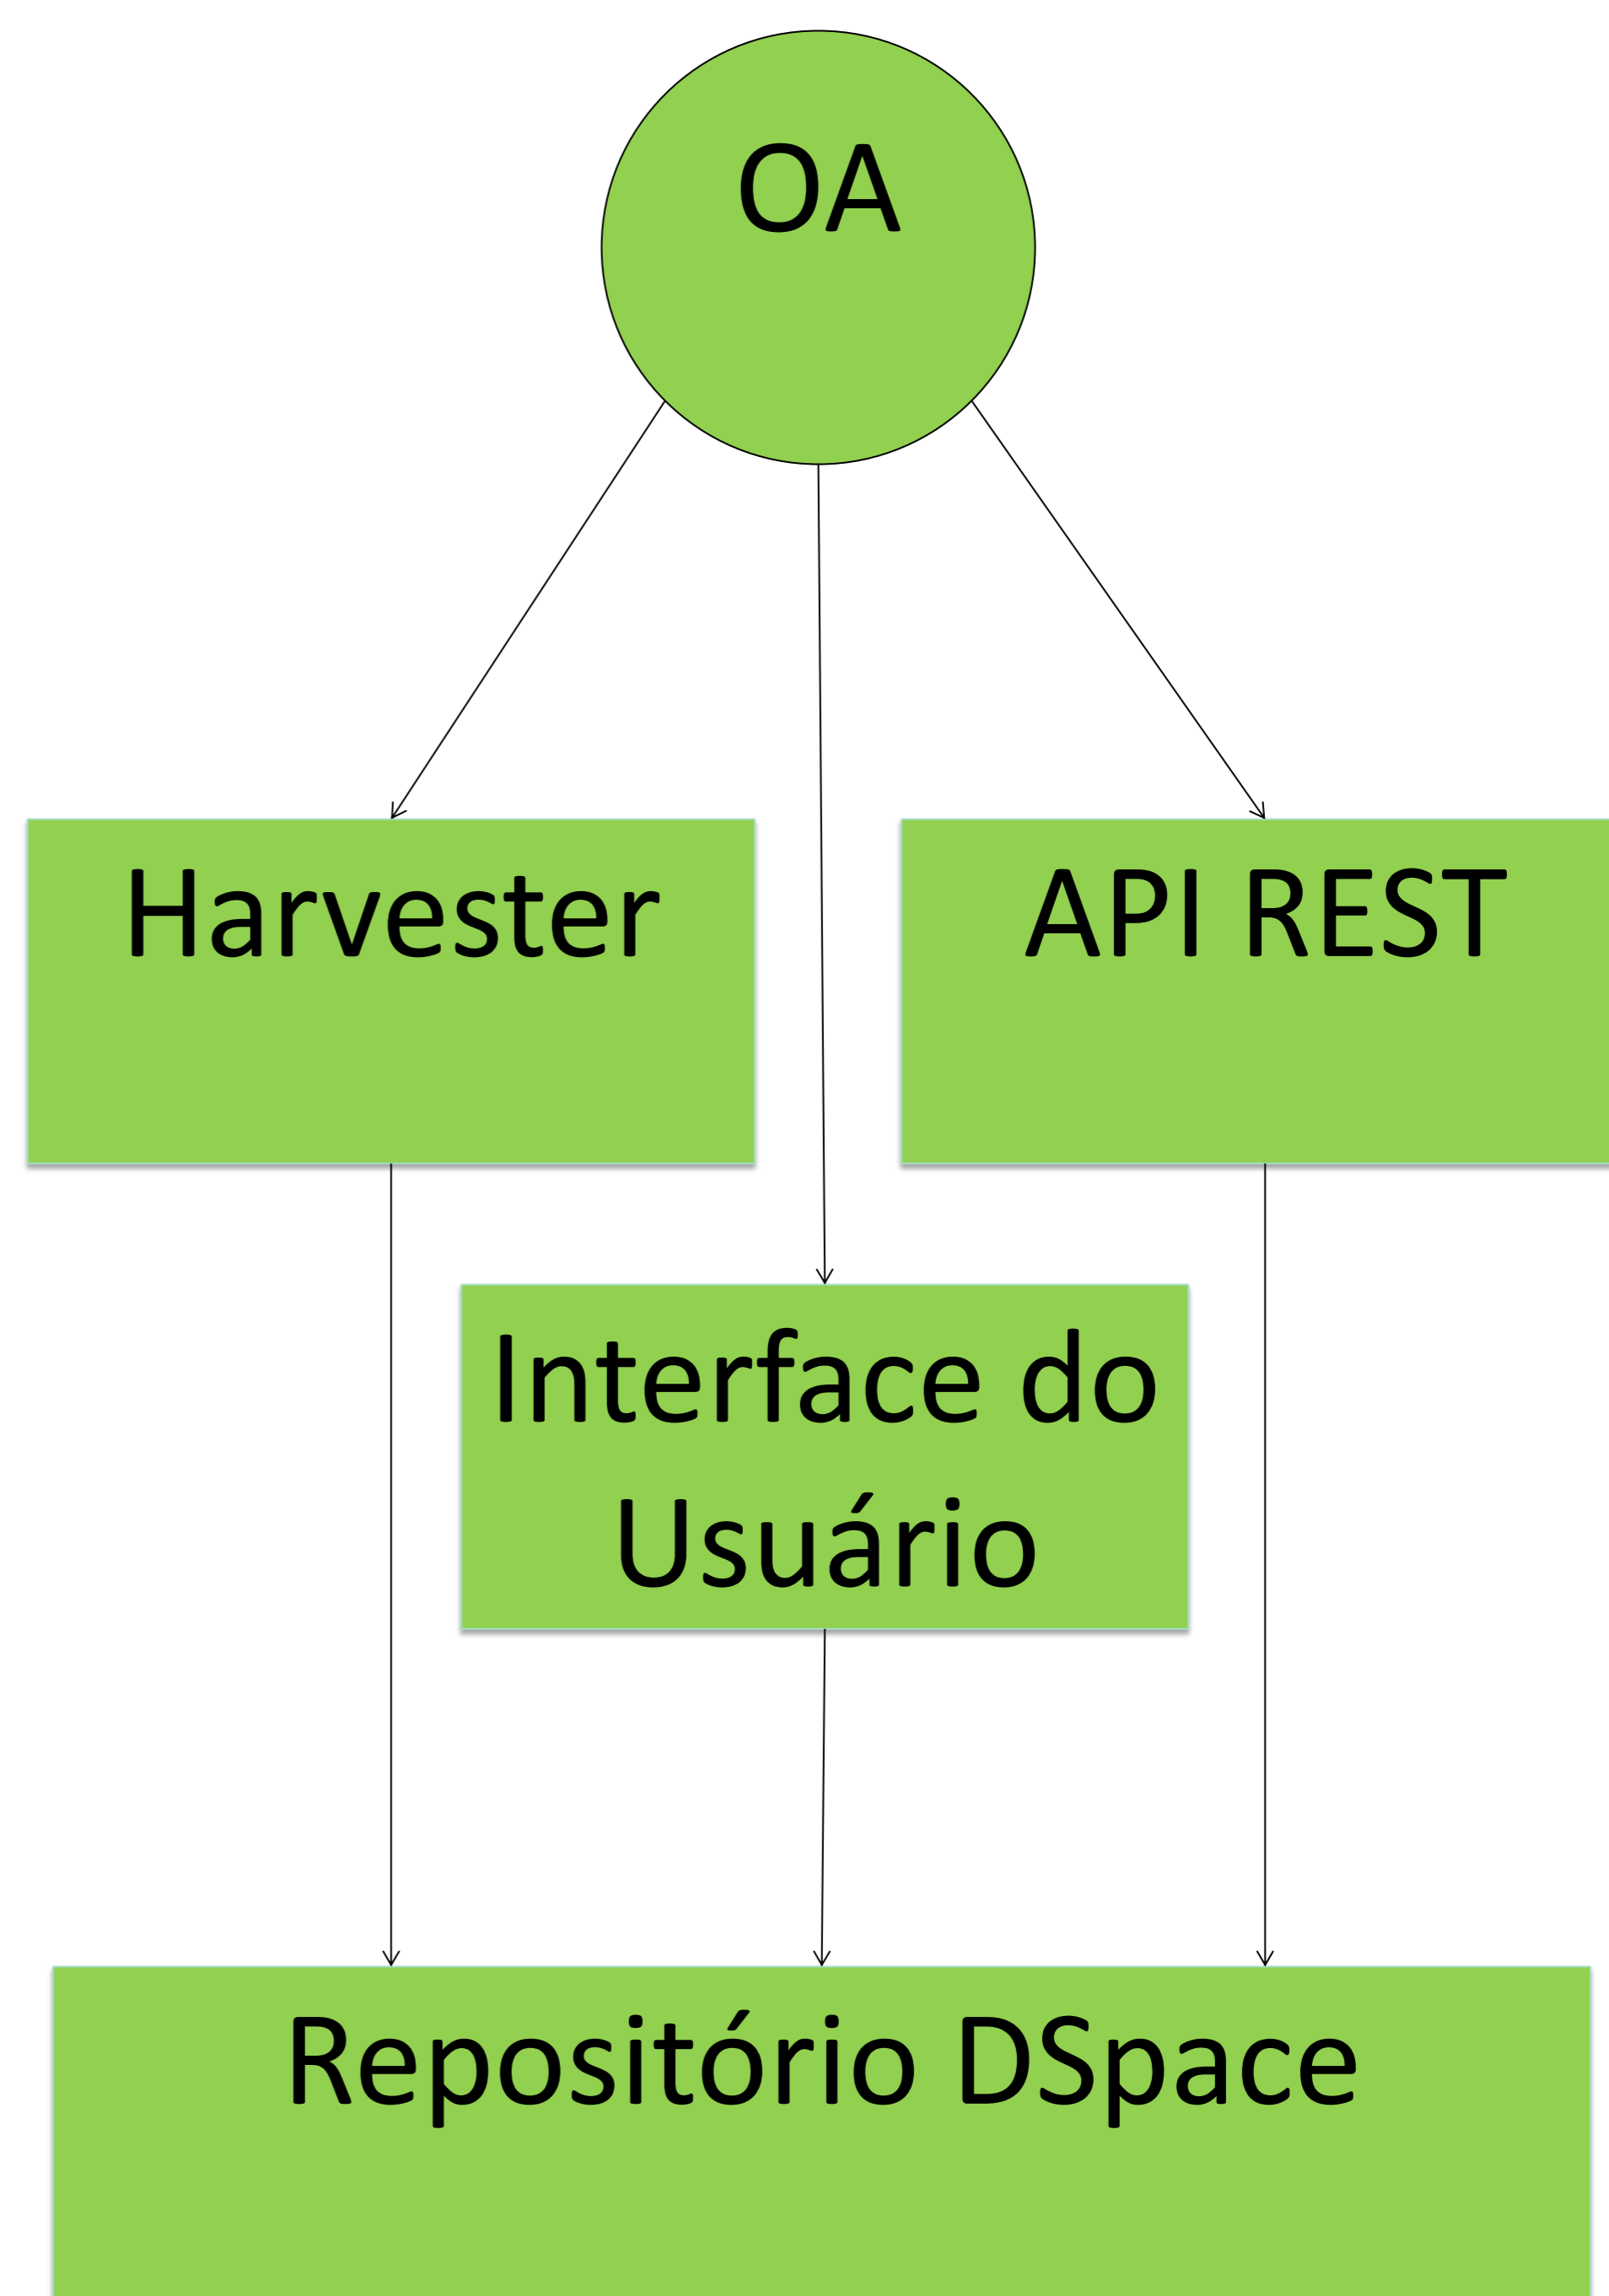 OA
Harvester
API REST
Interface do
Usuário
Repositório DSpace